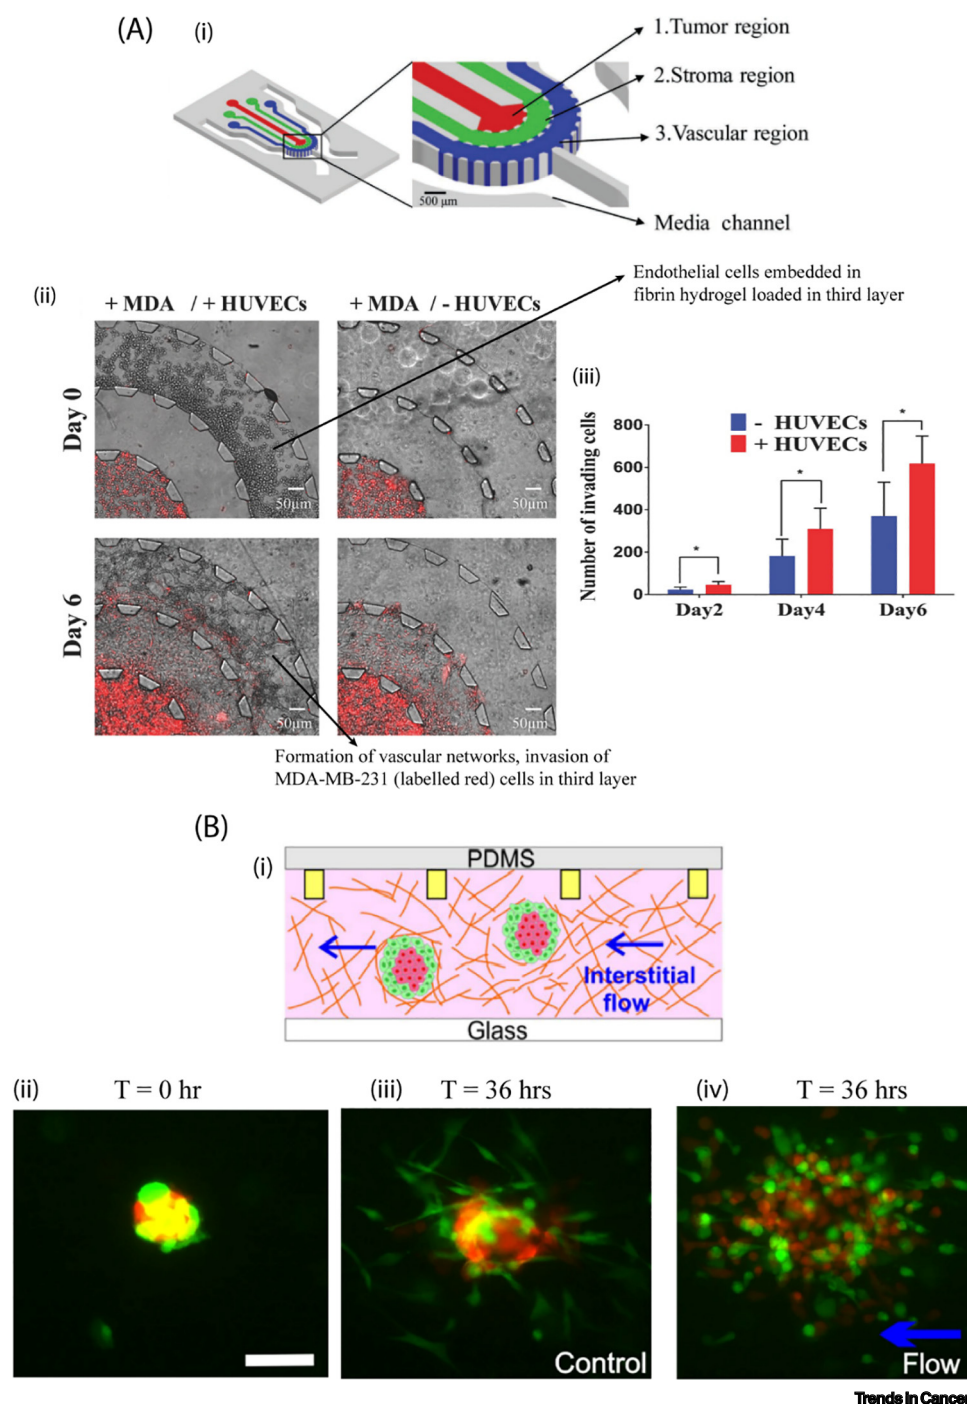 (A)
(i)
1.Tumor region
2.Stroma region
3.Vascular region
500 μm
Media channel
(ii)
+ MDA / + HUVECs
+ MDA / - HUVECs
Endothelial cells embedded in
fibrin hydrogel loaded in third layer
Day 0
50μm
50μm
Day 6
50μm
50μm
Formation of vascular networks, invasion of
MDA-MB-231 (labelled red) cells in third layer
(iii)
- HUVECs
+ HUVECs
Number of invading cells
800
600
400
200
0
*
*
*
Day2
Day4
Day6
(B)
(i)
PDMS
Interstitial
flow
Glass
(ii)
T = 0 hr
(iii)
T = 36 hrs
Control
(iv)
T = 36 hrs
Flow
Trends in Cancer